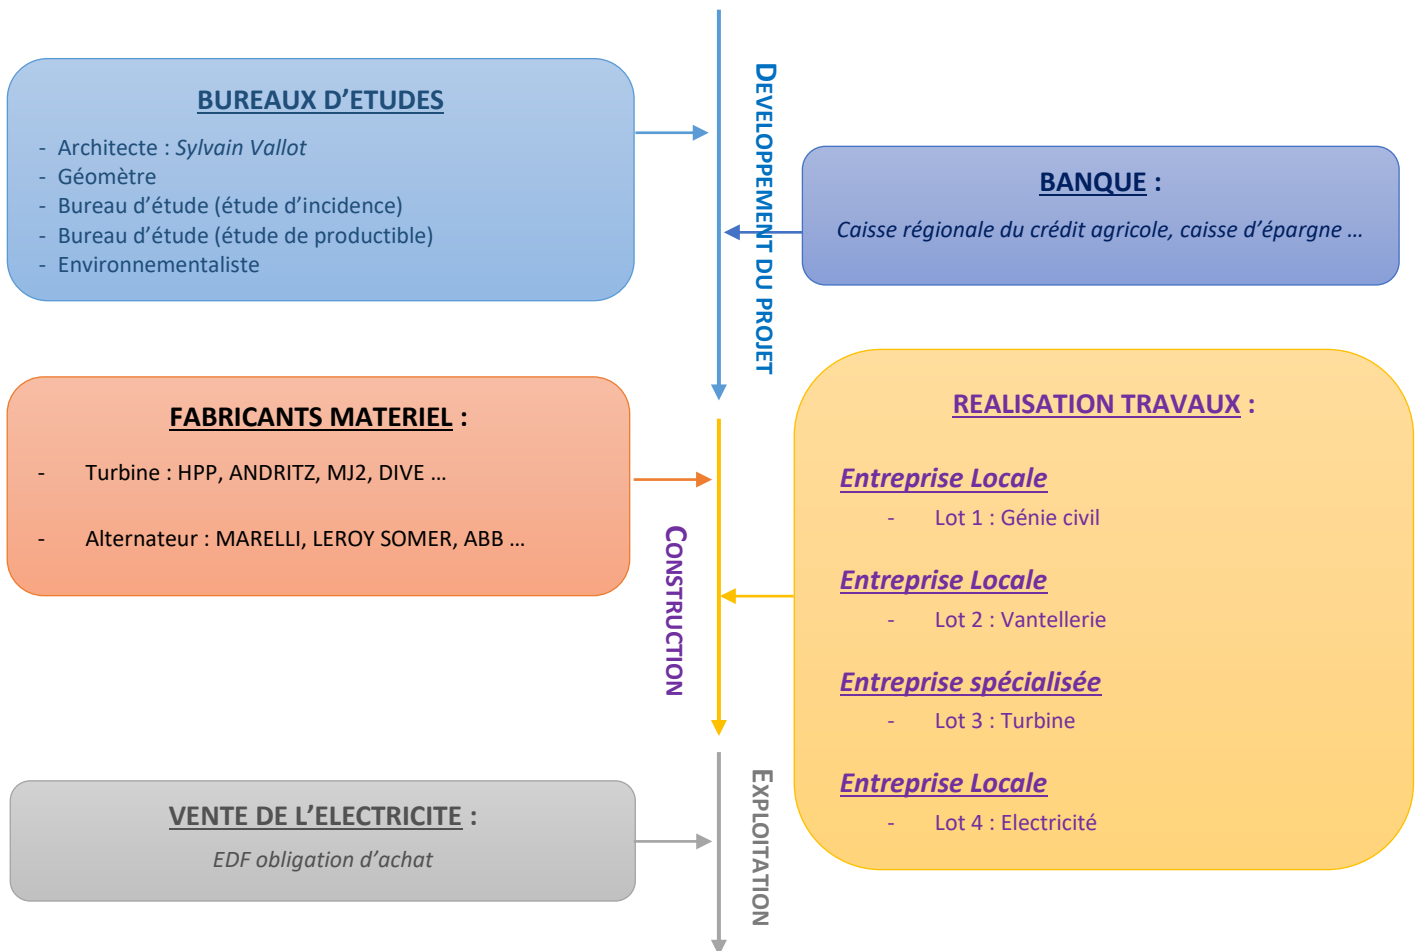 BUREAUX D’ETUDES
- Architecte : Sylvain Vallot
- Géomètre
- Bureau d’étude (étude d’incidence)
- Bureau d’étude (étude de productible)
- Environnementaliste
DEVELOPPEMENT DU PROJET
BANQUE :
Caisse régionale du crédit agricole, caisse d’épargne …
FABRICANTS MATERIEL :
- Turbine : HPP, ANDRITZ, MJ2, DIVE …
- Alternateur : MARELLI, LEROY SOMER, ABB …
CONSTRUCTION
REALISATION TRAVAUX :
Entreprise Locale
- Lot 1 : Génie civil
Entreprise Locale
- Lot 2 : Vantellerie
Entreprise spécialisée
- Lot 3 : Turbine
Entreprise Locale
- Lot 4 : Electricité
VENTE DE L’ELECTRICITE :
EDF obligation d’achat
EXPLOITATION